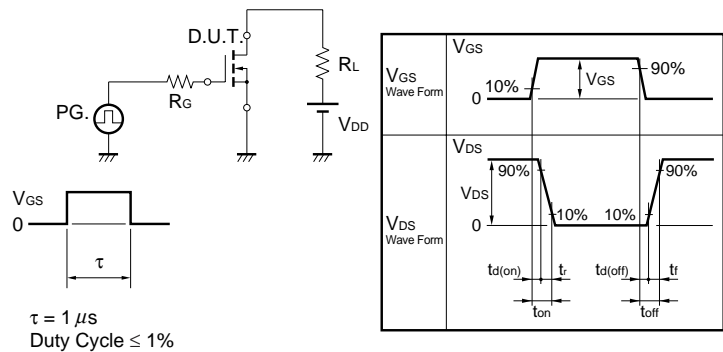 D.U.T.
RL
RG
PG.
VDD
VGS
0
τ
τ = 1 μs
Duty Cycle ≤ 1%
VGS
Wave Form
VGS
10%
0
VGS
90%
VDS
Wave Form
VDS
90%
VDS
10%
0
10%
90%
td(on)
tr
td(off)
tf
ton
toff